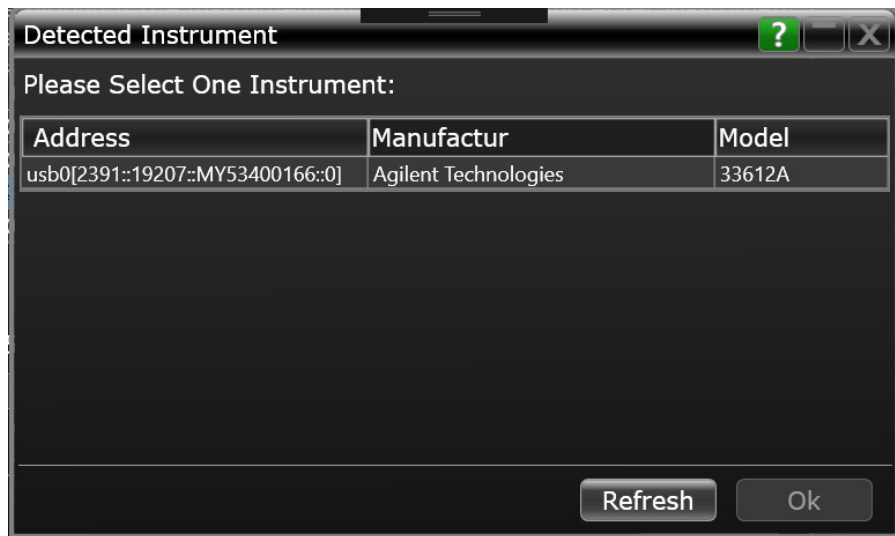 Detected Instrument ? X
Please Select One Instrument:
Address Manufactur Model
usb0[2391::19207::MY53400166::0] Agilent Technologies 33612A
Refresh Ok